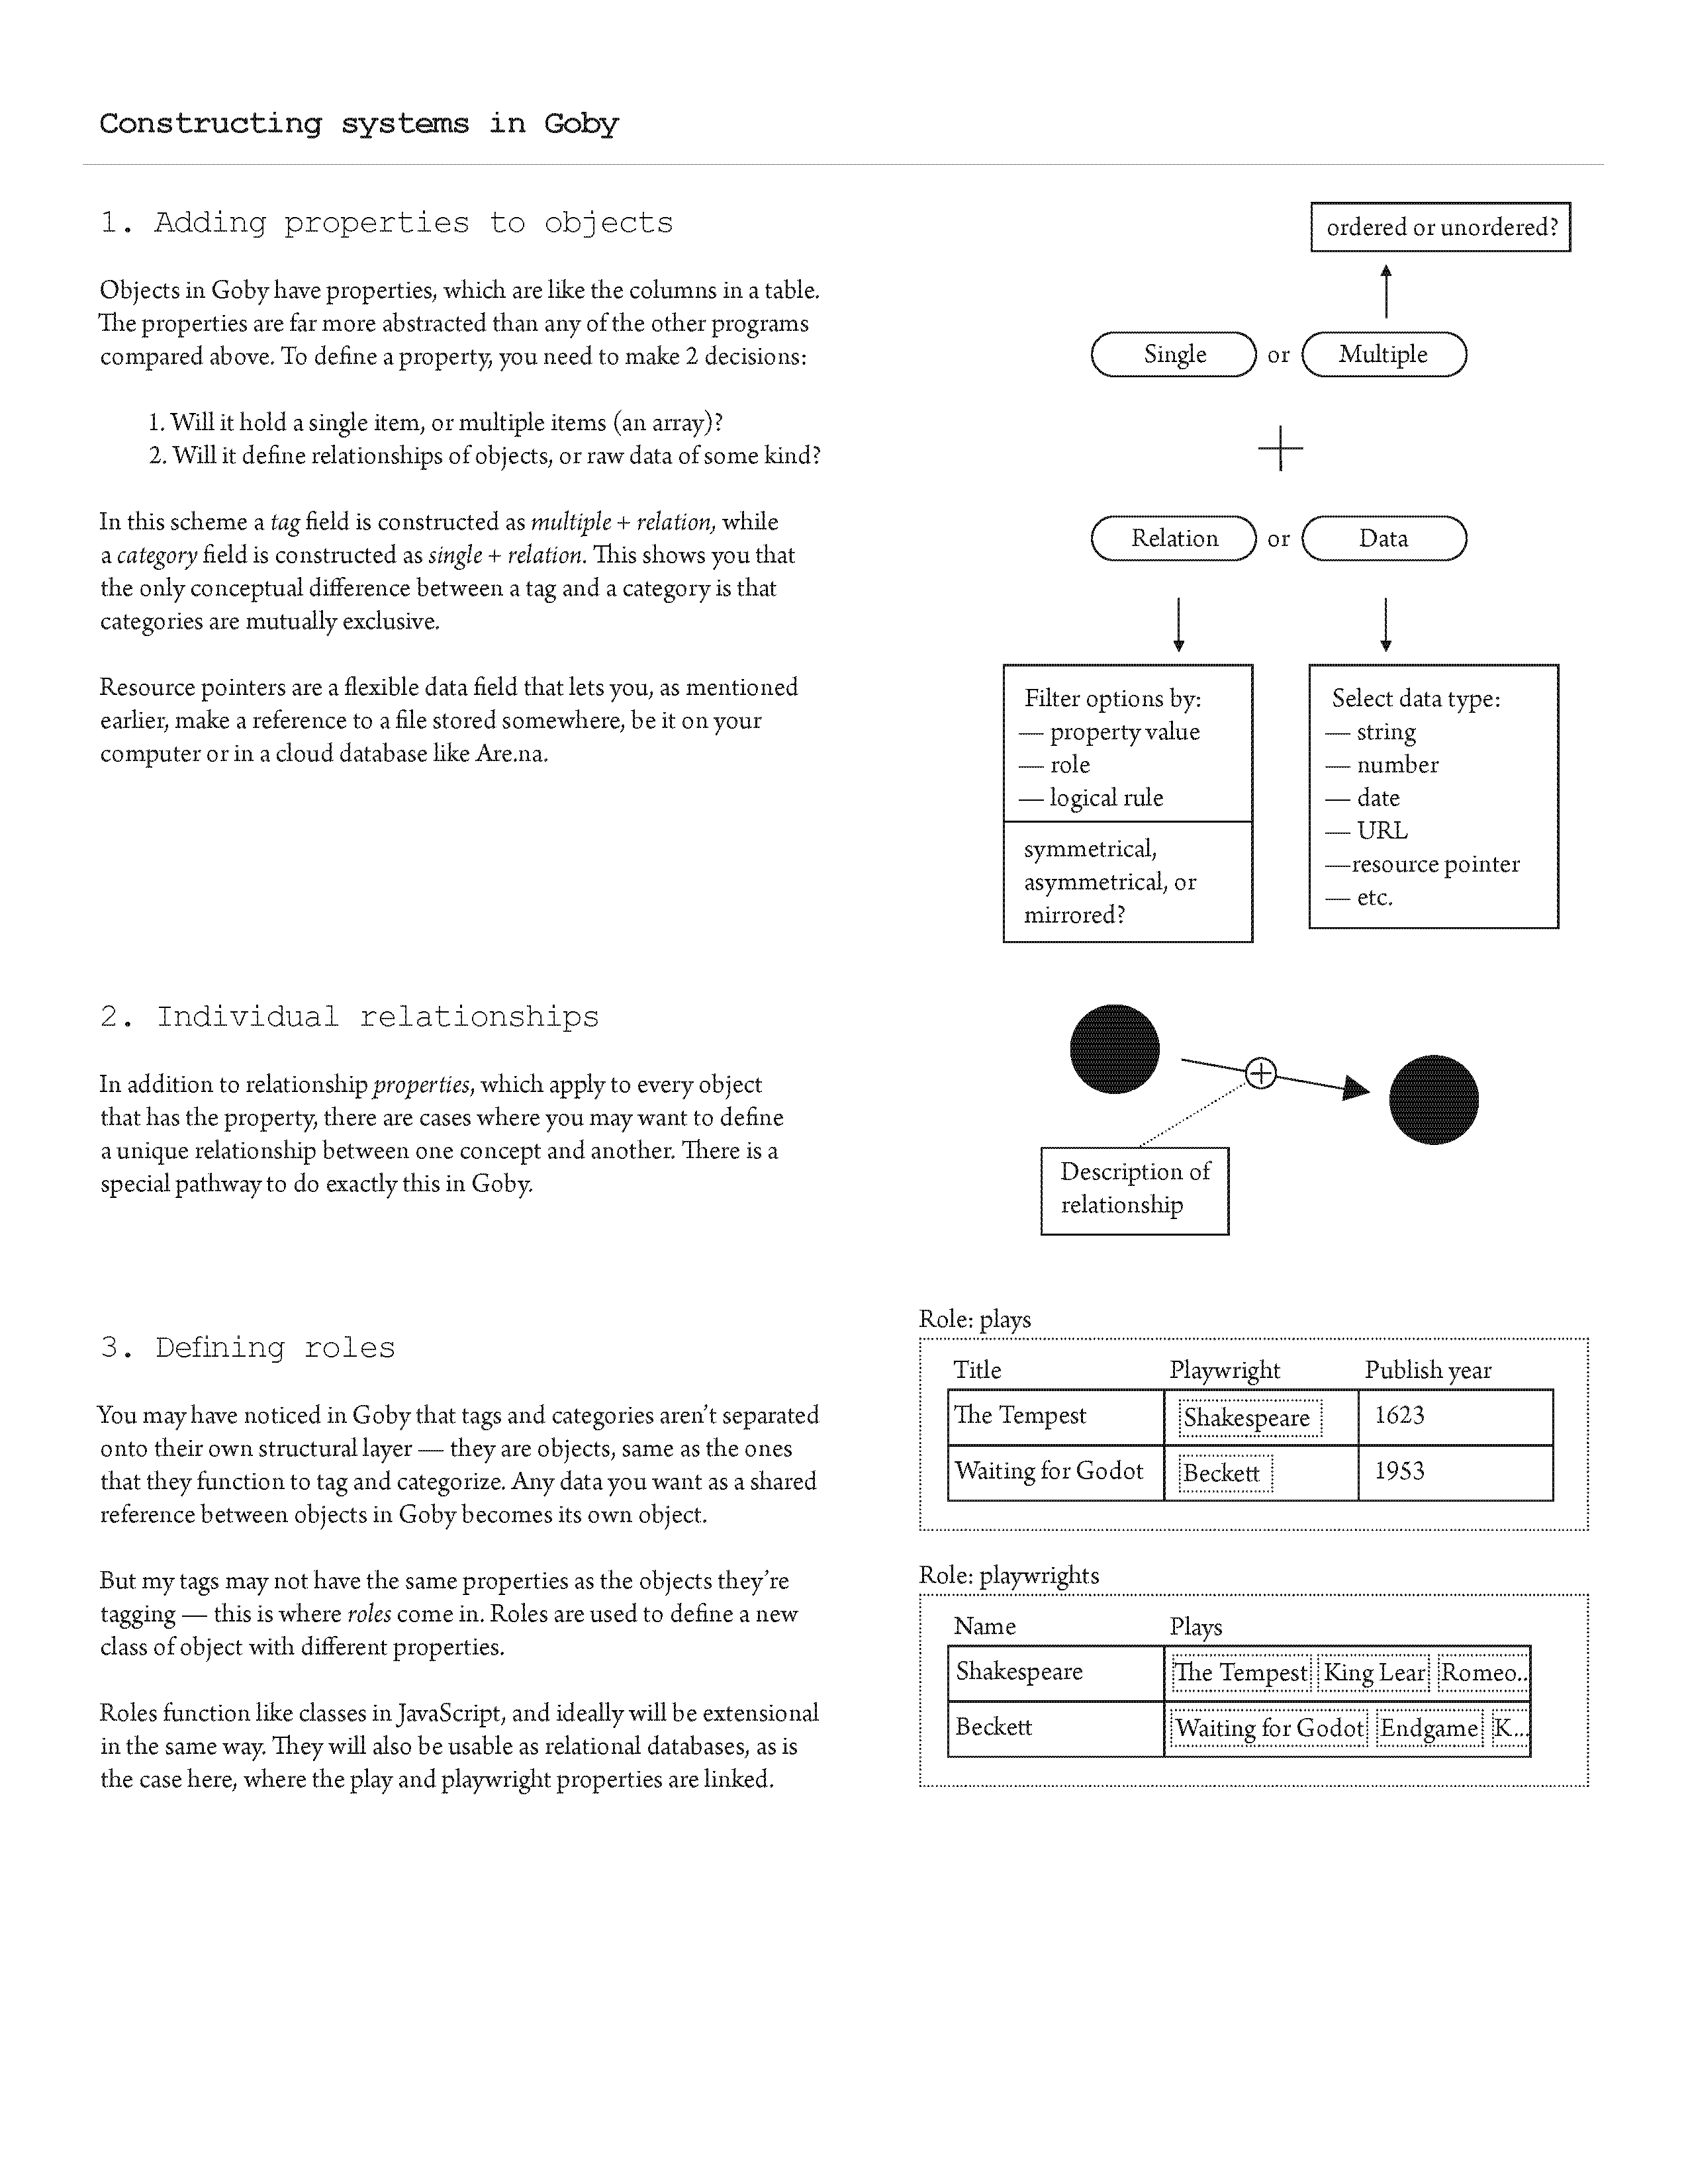 Constructing systems in Goby
1. Adding properties to objects
Objects in Goby have properties, which are like the columns in a table.
The properties are far more abstracted than any of the other programs
compared above. To define a property, you need to make 2 decisions:
1. Will it hold a single item, or multiple items (an array)?
2. Will it define relationships of objects, or raw data of some kind?
In this scheme a tag field is constructed as multiple + relation, while
a category field is constructed as single + relation. This shows you that
the only conceptual difference between a tag and a category is that
categories are mutually exclusive.
Resource pointers are a flexible data field that lets you, as mentioned
earlier, make a reference to a file stored somewhere, be it on your
computer or in a cloud database like Are.na.
ordered or unordered?
Single or Multiple
+
Relation or Data
Filter options by:
— property value
— role
— logical rule
symmetrical,
asymmetrical, or
mirrored?
Select data type:
— string
— number
— date
— URL
—resource pointer
— etc.
2. Individual relationships
In addition to relationship properties, which apply to every object
that has the property, there are cases where you may want to define
a unique relationship between one concept and another. There is a
special pathway to do exactly this in Goby.
+
Description of
relationship
3. Defining roles
You may have noticed in Goby that tags and categories aren't separated
onto their own structural layer — they are objects, same as the ones
that they function to tag and categorize. Any data you want as a shared
reference between objects in Goby becomes its own object.
But my tags may not have the same properties as the objects they're
tagging — this is where roles come in. Roles are used to define a new
class of object with different properties.
Roles function like classes in JavaScript, and ideally will be extensional
in the same way. They will also be usable as relational databases, as is
the case here, where the play and playwright properties are linked.
Role: plays
Title Playwright Publish year
The Tempest Shakespeare 1623
Waiting for Godot Beckett 1953
Role: playwrights
Name Plays
Shakespeare The Tempest King Lear Romeo..
Beckett Waiting for Godot Endgame K...